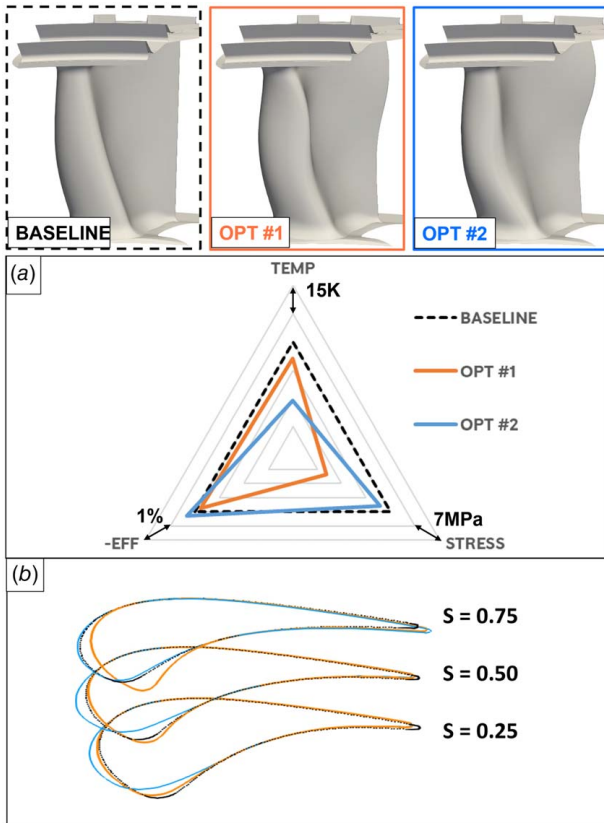 BASELINE
OPT #1
OPT #2
(a)
TEMP
15K
BASELINE
OPT #1
OPT #2
1%
7MPa
-EFF
STRESS
(b)
S = 0.75
S = 0.50
S = 0.25